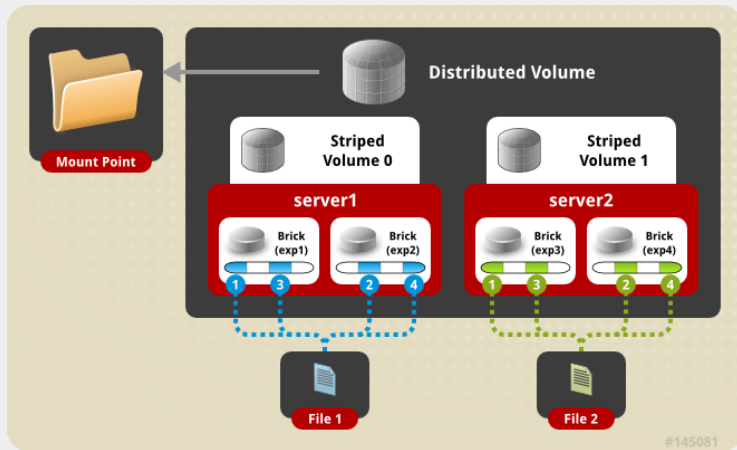 Distributed Volume
Mount Point
Striped
Volume 0
Striped
Volume 1
server1
server2
Brick
(exp1)
Brick
(exp2)
Brick
(exp3)
Brick
(exp4)
1
3
2
4
1
3
2
4
File 1
File 2
#145081